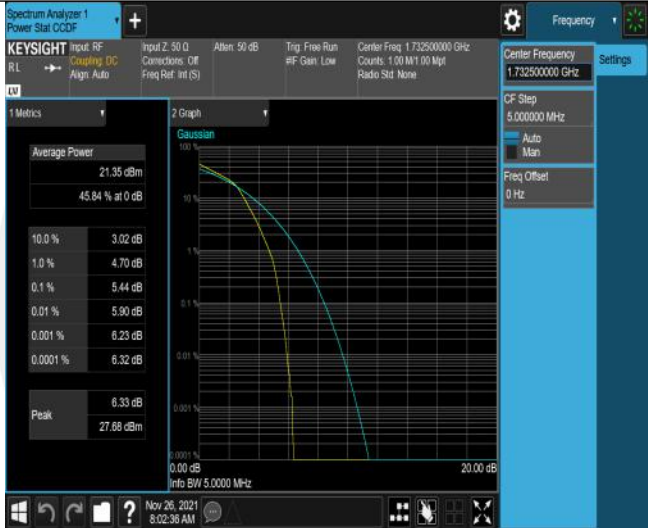 Spectrum Analyzer 1
Power Stat CCDF
Frequency
KEYSIGHT
RL
Input: RF
Coupling: DC
Align: Auto
Input Z: 50 Ω
Corrections: Off
Freq Ref: Int (S)
Atten: 50 dB
Trig: Free Run
#IF Gain: Low
Center Freq: 1.732500000 GHz
Counts: 1.00 M/1.00 Mpt
Radio Std: None
Center Frequency
1.732500000 GHz
Settings
CF Step
5.000000 MHz
Auto
Man
Freq Offset
0 Hz
1 Metrics
Average Power
21.35 dBm
45.84 % at 0 dB
10.0 % 3.02 dB
1.0 % 4.70 dB
0.1 % 5.44 dB
0.01 % 5.90 dB
0.001 % 6.23 dB
0.0001 % 6.32 dB
Peak
6.33 dB
27.68 dBm
2 Graph
Gaussian
100 %
10 %
1 %
0.1 %
0.01 %
0.001 %
0.0001 %
0.00 dB
20.00 dB
Info BW 5.0000 MHz
Nov 26, 2021
8:02:36 AM